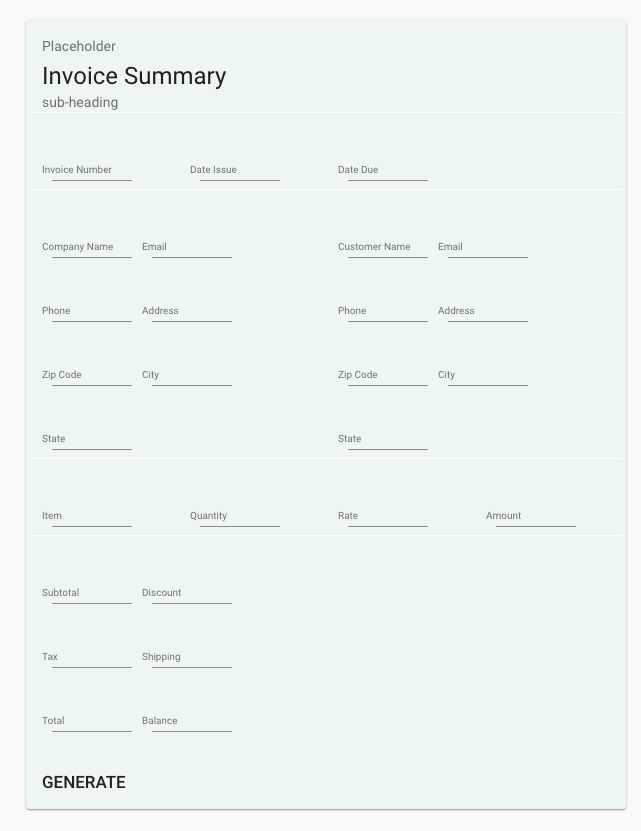 Placeholder
Invoice Summary
sub-heading
Invoice Number Date Issue Date Due
Company Name Email Customer Name Email
Phone Address Phone Address
Zip Code City Zip Code City
State State
Item Quantity Rate Amount
Subtotal Discount
Tax Shipping
Total Balance
GENERATE